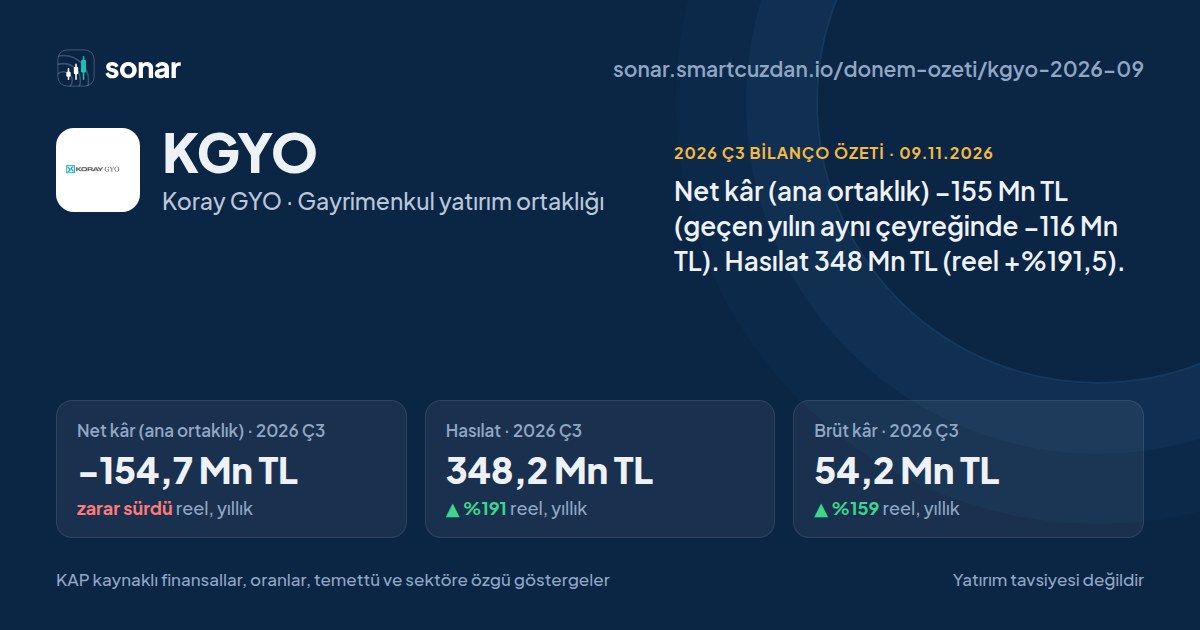 sonar
sonar.smartcuzdan.io/donem-ozeti/kgyo-2026-09
KORAY GYO
KGYO
Koray GYO · Gayrimenkul yatırım ortaklığı
2026 Ç3 BİLANÇO ÖZETİ · 09.11.2026
Net kâr (ana ortaklık) −155 Mn TL
(geçen yılın aynı çeyreğinde −116 Mn
TL). Hasılat 348 Mn TL (reel +%191,5).
Net kâr (ana ortaklık) · 2026 Ç3
−154,7 Mn TL
zarar sürdü reel, yıllık
Hasılat · 2026 Ç3
348,2 Mn TL
▲ %191 reel, yıllık
Brüt kâr · 2026 Ç3
54,2 Mn TL
▲ %159 reel, yıllık
KAP kaynaklı finansallar, oranlar, temettü ve sektöre özgü göstergeler
Yatırım tavsiyesi değildir